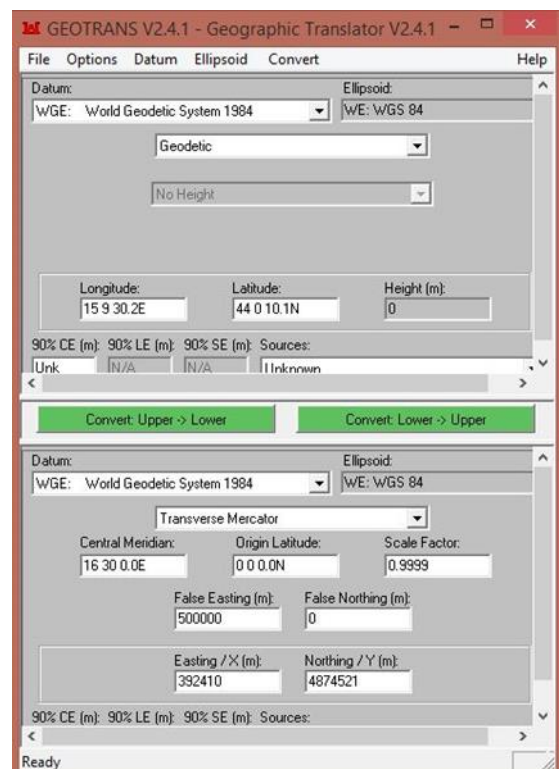 GEOTRANS V2.4.1 - Geographic Translator V2.4.1
File Options Datum Ellipsoid Convert Help
Datum: Ellipsoid:
WGE: World Geodetic System 1984 WE: WGS 84
Geodetic
No Height
Longitude: Latitude: Height (m):
15 9 30.2E 44 0 10.1N 0
90% CE (m): 90% LE (m): 90% SE (m): Sources:
Unk N/A N/A Unknown
Convert: Upper -> Lower Convert: Lower -> Upper
Datum: Ellipsoid:
WGE: World Geodetic System 1984 WE: WGS 84
Transverse Mercator
Central Meridian: Origin Latitude: Scale Factor:
16 30 0.0E 0 0 0.0N 0.9999
False Easting (m): False Northing (m):
500000 0
Easting / X (m): Northing / Y (m):
392410 4874521
90% CE (m): 90% LE (m): 90% SE (m): Sources:
Ready